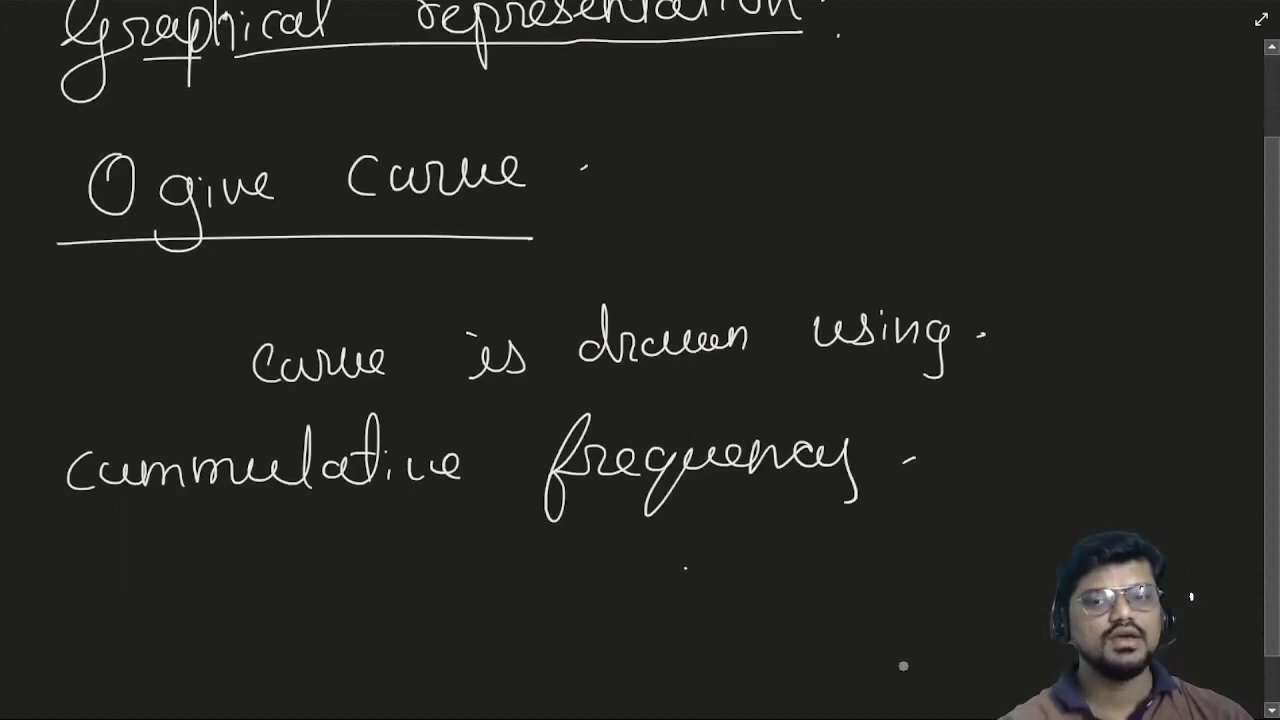 Graphical representation.
Ogive curve.
curve is drawn using.
cummulative frequency.